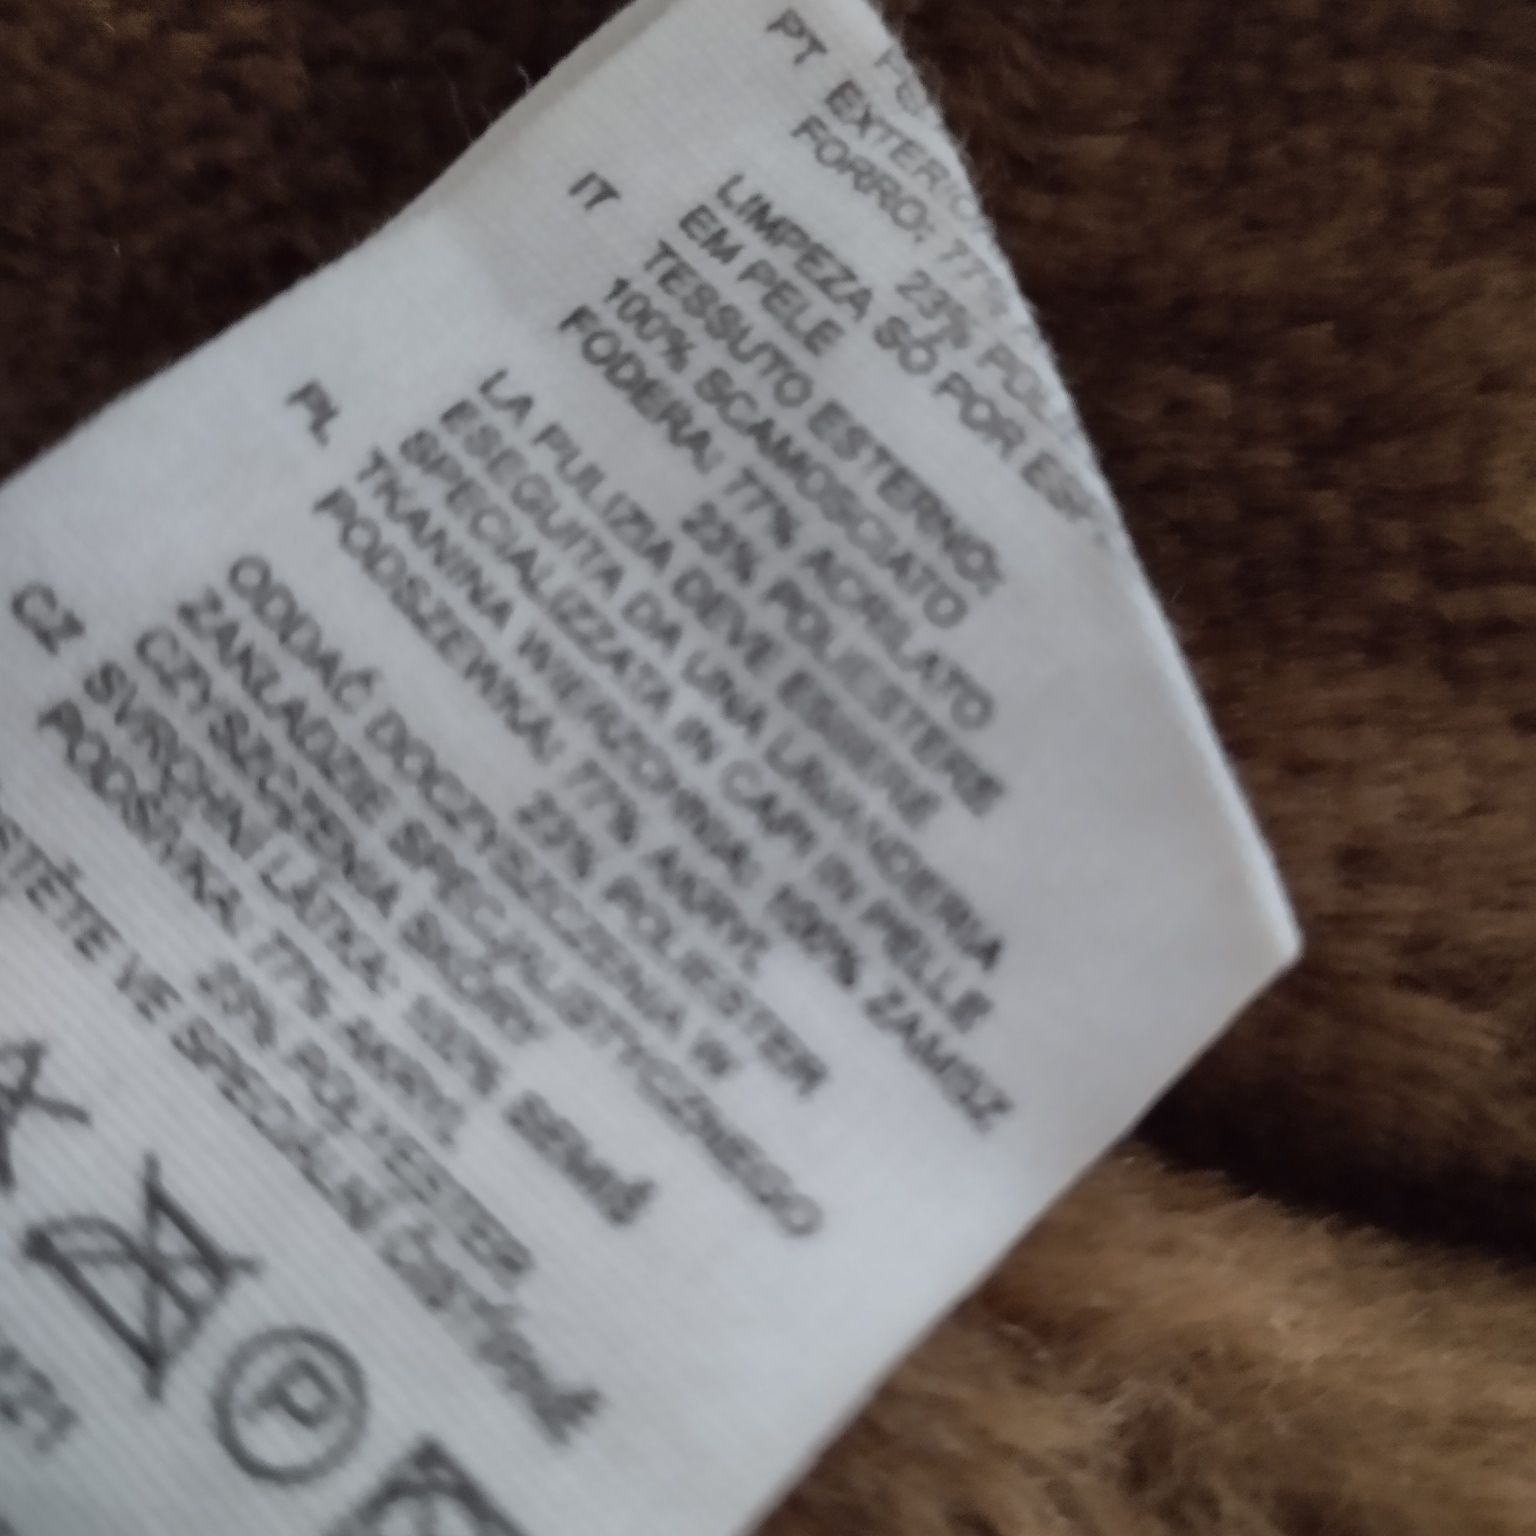 PT EXTERIO
FORRO: 77%
23% POL
LIMPEZA SÓ POR ESP
EM PELE
IT TESSUTO ESTERNO:
100% SCAMOSCIATO
FODERA: 77% ACRILATO
23% POLIESTERE
LA PULIZIA DEVE ESSERE
ESEGUITA DA UNA LAVANDERIA
SPECIALIZZATA IN CAPI IN PELLE
PL TKANINA WIERZCHNIA: 100% ZAMSZ
PODSZEWKA: 77% AKRYL
23% POLIESTER
ODDAĆ DO CZYSZCZENIA W
ZAKŁADZIE SPECJALISTYCZNEGO
CZYSZCZENIA SKÓRY
CZ SVRCHNÍ LÁTKA: 100% SEMIŠ
PODŠÍVKA: 77% AKRYL
23% POLYESTER
VE SPECIÁLNÍ
P